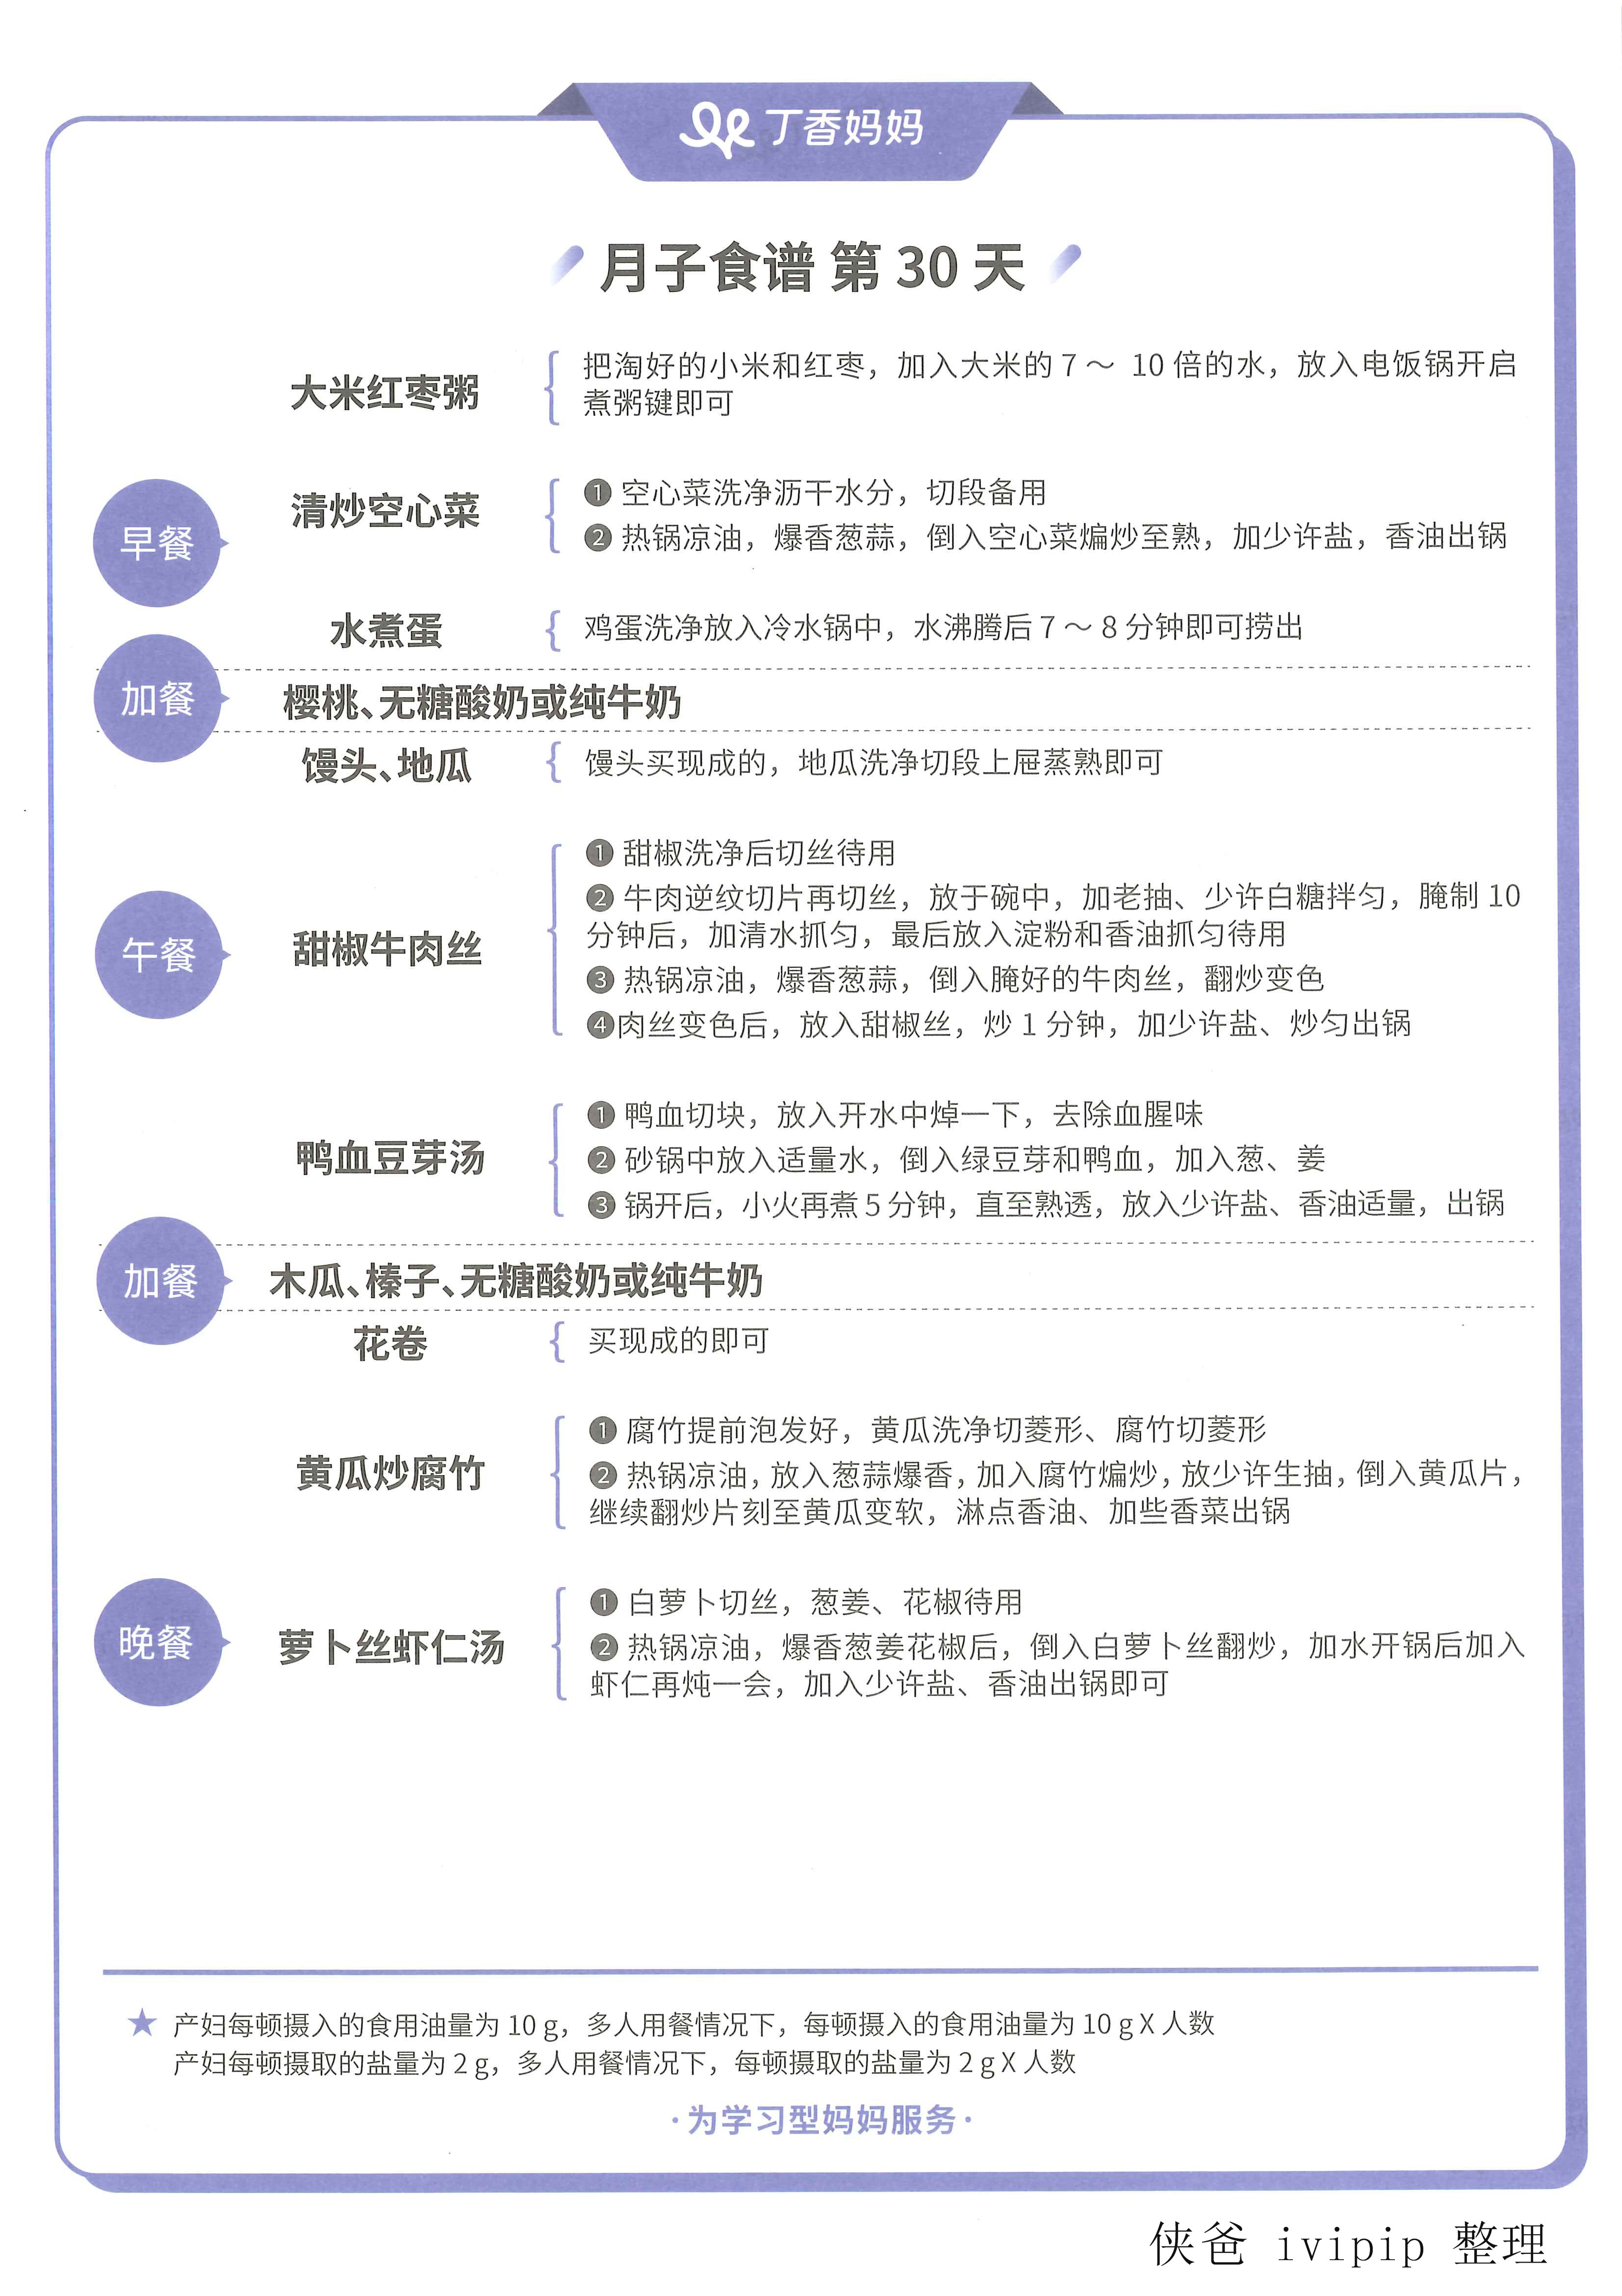 丁香妈妈
月子食谱 第 30 天
大米红枣粥
把淘好的小米和红枣，加入大米的 7～ 10 倍的水，放入电饭锅开启
煮粥键即可
早餐
清炒空心菜
❶ 空心菜洗净沥干水分，切段备用
❷ 热锅凉油，爆香葱蒜，倒入空心菜煸炒至熟，加少许盐，香油出锅
水煮蛋
鸡蛋洗净放入冷水锅中，水沸腾后 7～8 分钟即可捞出
加餐
樱桃、无糖酸奶或纯牛奶
馒头、地瓜
馒头买现成的，地瓜洗净切段上屉蒸熟即可
午餐
甜椒牛肉丝
❶ 甜椒洗净后切丝待用
❷ 牛肉逆纹切片再切丝，放于碗中，加老抽、少许白糖拌匀，腌制 10
分钟后，加清水抓匀，最后放入淀粉和香油抓匀待用
❸ 热锅凉油，爆香葱蒜，倒入腌好的牛肉丝，翻炒变色
❹肉丝变色后，放入甜椒丝，炒 1 分钟，加少许盐、炒匀出锅
鸭血豆芽汤
❶ 鸭血切块，放入开水中焯一下，去除血腥味
❷ 砂锅中放入适量水，倒入绿豆芽和鸭血，加入葱、姜
❸ 锅开后，小火再煮 5 分钟，直至熟透，放入少许盐、香油适量，出锅
加餐
木瓜、榛子、无糖酸奶或纯牛奶
花卷
买现成的即可
黄瓜炒腐竹
❶ 腐竹提前泡发好，黄瓜洗净切菱形、腐竹切菱形
❷ 热锅凉油，放入葱蒜爆香，加入腐竹煸炒，放少许生抽，倒入黄瓜片，
继续翻炒片刻至黄瓜变软，淋点香油、加些香菜出锅
晚餐
萝卜丝虾仁汤
❶ 白萝卜切丝，葱姜、花椒待用
❷ 热锅凉油，爆香葱姜花椒后，倒入白萝卜丝翻炒，加水开锅后加入
虾仁再炖一会，加入少许盐、香油出锅即可
★ 产妇每顿摄入的食用油量为 10 g，多人用餐情况下，每顿摄入的食用油量为 10 g X 人数
产妇每顿摄取的盐量为 2 g，多人用餐情况下，每顿摄取的盐量为 2 g X 人数
·为学习型妈妈服务·
侠爸 ivipip 整理